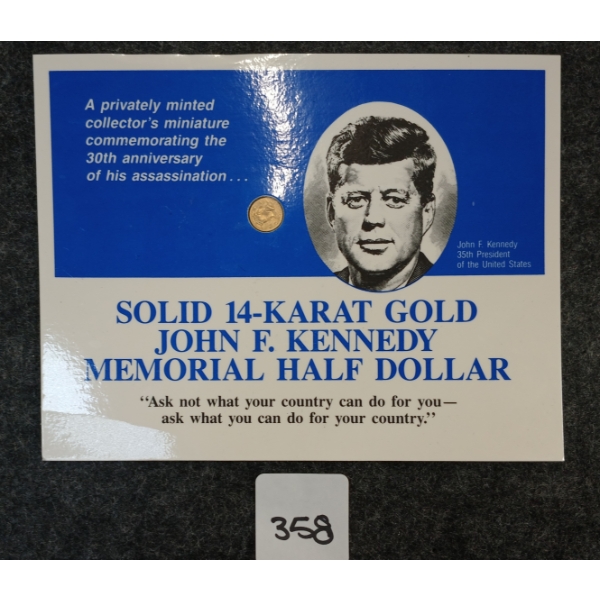 A privately minted
collector's miniature
commemorating the
30th anniversary
of his assassination...
John F. Kennedy
35th President
of the United States
SOLID 14-KARAT GOLD
JOHN F. KENNEDY
MEMORIAL HALF DOLLAR
“Ask not what your country can do for you—
ask what you can do for your country.”
358